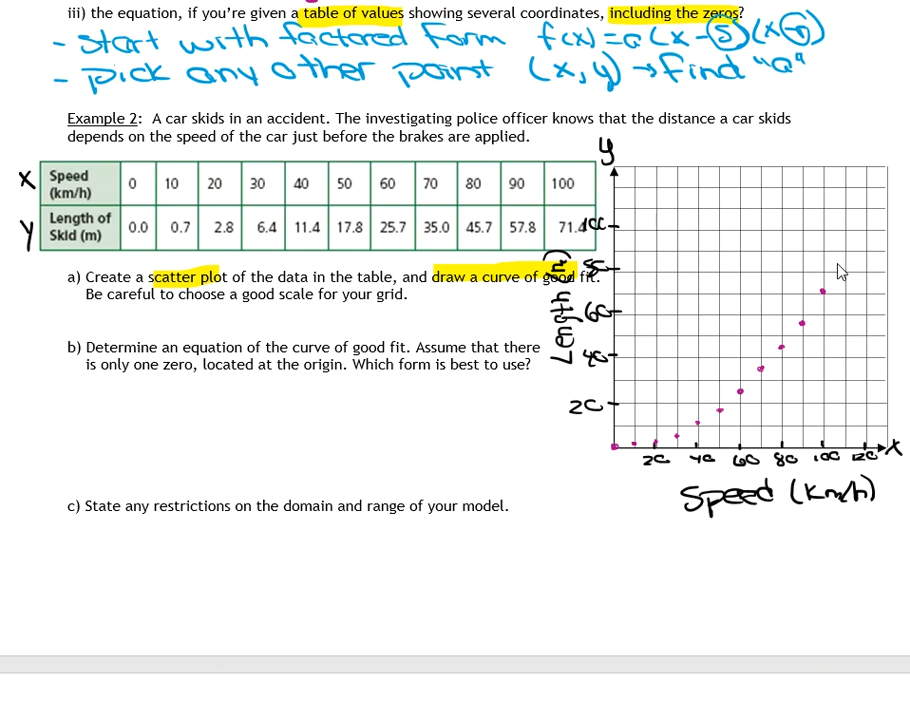 iii) the equation, if you're given a table of values showing several coordinates, including the zeros?
- start with factored form f(x) = a(x-s)(x-r)
- pick any other point (x,y) → find "a"
Example 2: A car skids in an accident. The investigating police officer knows that the distance a car skids
depends on the speed of the car just before the brakes are applied.
y
x Speed (km/h) 0 10 20 30 40 50 60 70 80 90 100
y Length of Skid (m) 0.0 0.7 2.8 6.4 11.4 17.8 25.7 35.0 45.7 57.8 71.4
a) Create a scatter plot of the data in the table, and draw a curve of good fit.
Be careful to choose a good scale for your grid.
b) Determine an equation of the curve of good fit. Assume that there
is only one zero, located at the origin. Which form is best to use?
Length (m)
100
80
60
40
20
20 40 60 80 100 120 x
Speed (km/h)
c) State any restrictions on the domain and range of your model.